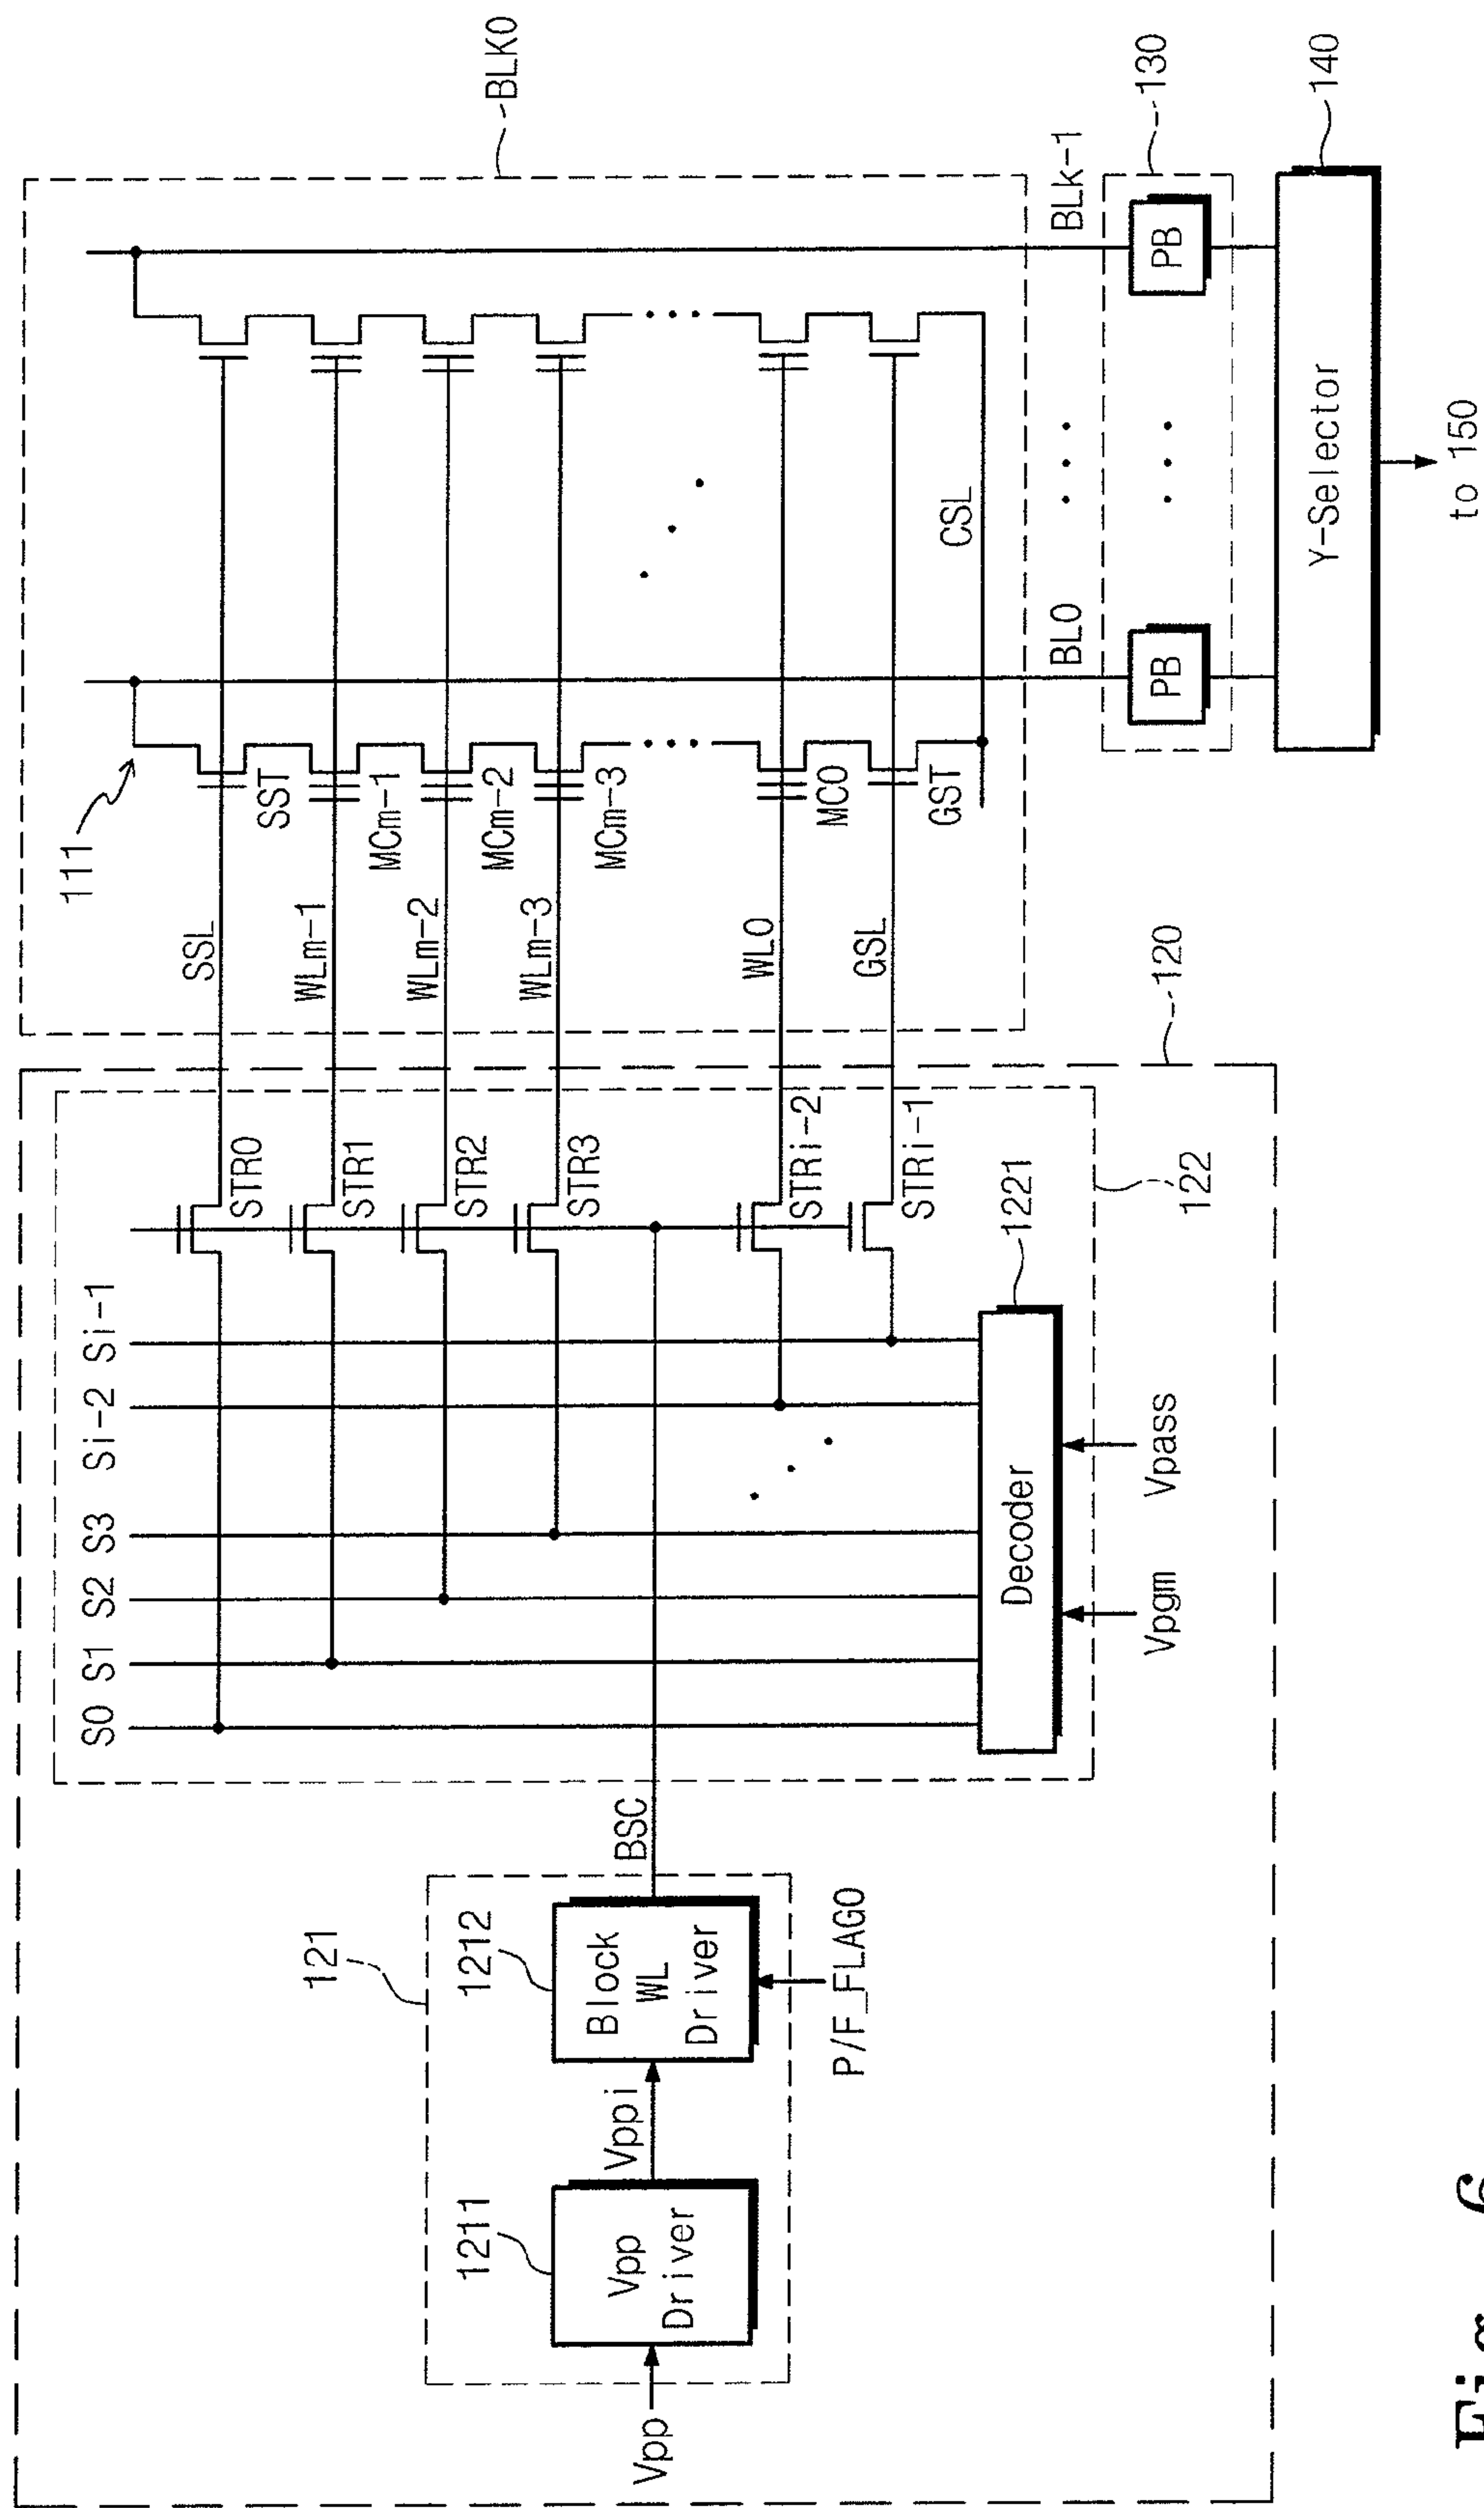 BLK0
111
SSL
SST
WLm-1
MCm-1
WLm-2
MCm-2
WLm-3
MCm-3
WL0
MC0
GSL
GST
CSL
BL0
BLk-1
PB
PB
130
Y-Selector
140
to 150
120
S0
S1
S2
S3
Si-2
Si-1
STR0
STR1
STR2
STR3
STRi-2
STRi-1
1221
Decoder
122
Vpgm
Vpass
121
Vpp
1211
Vpp
Driver
Vppi
1212
Block
WL
Driver
BSC
P/F_FLAG0
Fig. 6